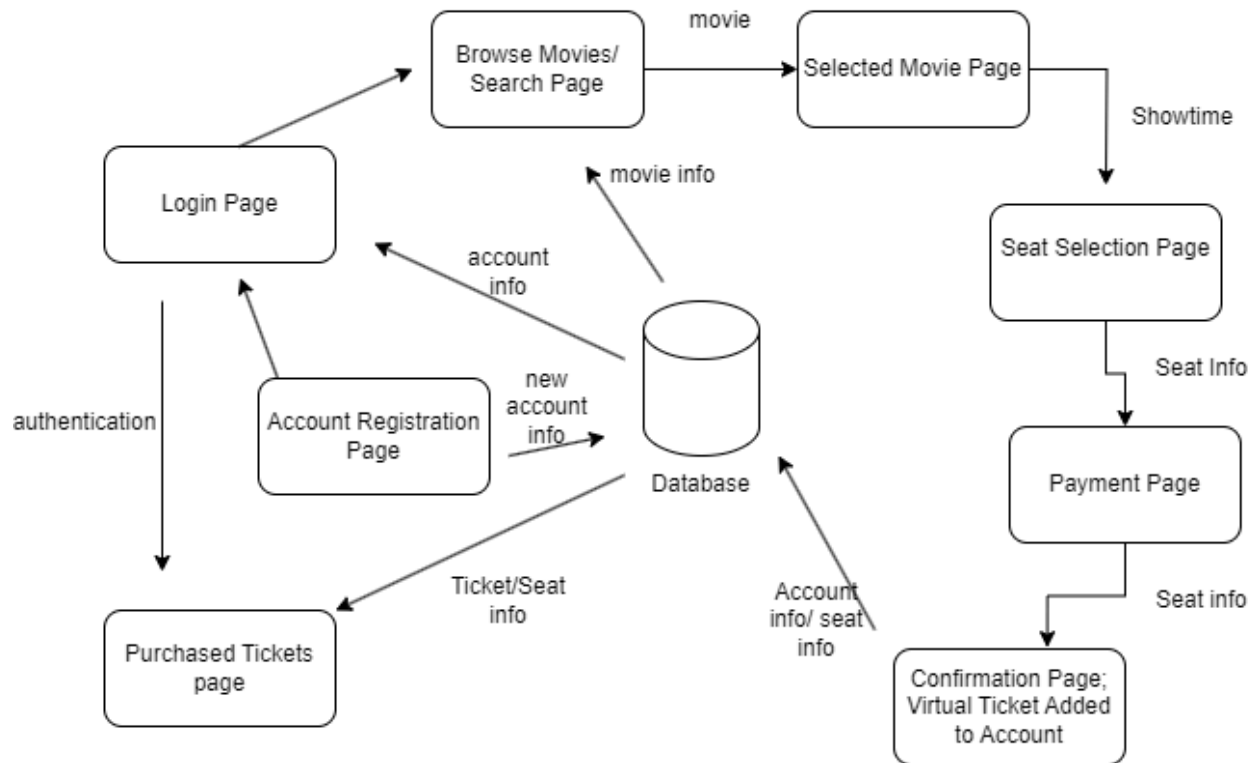 movie
Browse Movies/
Search Page
Selected Movie Page
Showtime
movie info
Login Page
Seat Selection Page
account
info
Seat Info
new
account
info
authentication
Account Registration
Page
Database
Payment Page
Ticket/Seat
info
Account
info/ seat
info
Seat info
Purchased Tickets
page
Confirmation Page;
Virtual Ticket Added
to Account